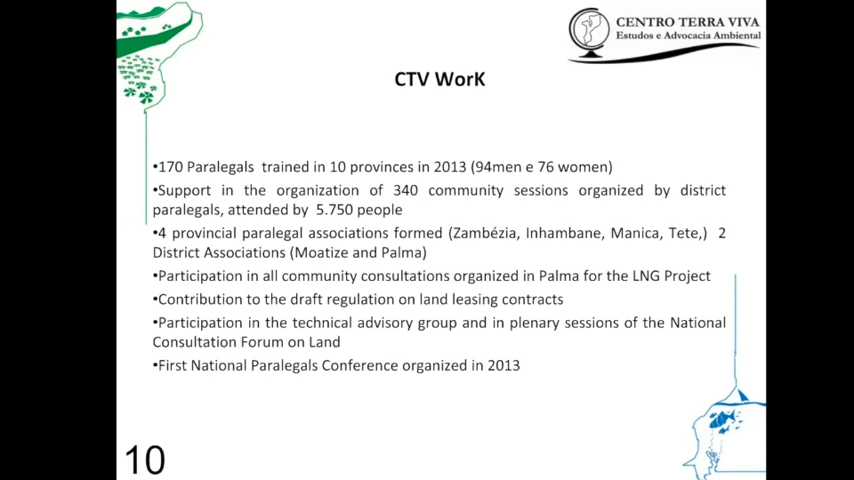 CENTRO TERRA VIVA
Estudos e Advocacia Ambiental
CTV WorK
•170 Paralegals trained in 10 provinces in 2013 (94men e 76 women)
•Support in the organization of 340 community sessions organized by district
paralegals, attended by 5.750 people
•4 provincial paralegal associations formed (Zambézia, Inhambane, Manica, Tete,) 2
District Associations (Moatize and Palma)
•Participation in all community consultations organized in Palma for the LNG Project
•Contribution to the draft regulation on land leasing contracts
•Participation in the technical advisory group and in plenary sessions of the National
Consultation Forum on Land
•First National Paralegals Conference organized in 2013
10